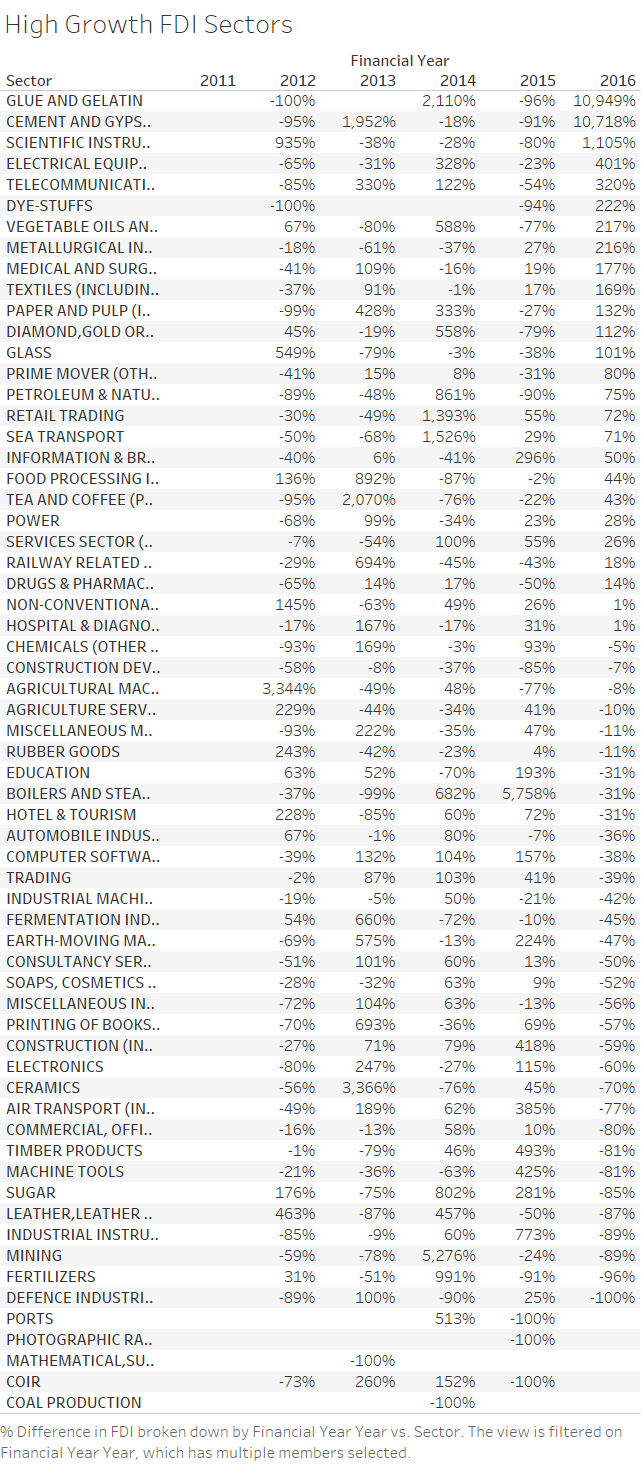 High Growth FDI Sectors
Financial Year
Sector 2011 2012 2013 2014 2015 2016
GLUE AND GELATIN -100% 2,110% -96% 10,949%
CEMENT AND GYPS.. -95% 1,952% -18% -91% 10,718%
SCIENTIFIC INSTRU.. 935% -38% -28% -80% 1,105%
ELECTRICAL EQUIP.. -65% -31% 328% -23% 401%
TELECOMMUNICATI.. -85% 330% 122% -54% 320%
DYE-STUFFS -100% -94% 222%
VEGETABLE OILS AN.. 67% -80% 588% -77% 217%
METALLURGICAL IN.. -18% -61% -37% 27% 216%
MEDICAL AND SURG.. -41% 109% -16% 19% 177%
TEXTILES (INCLUDIN.. -37% 91% -1% 17% 169%
PAPER AND PULP (I.. -99% 428% 333% -27% 132%
DIAMOND,GOLD OR.. 45% -19% 558% -79% 112%
GLASS 549% -79% -3% -38% 101%
PRIME MOVER (OTH.. -41% 15% 8% -31% 80%
PETROLEUM & NATU.. -89% -48% 861% -90% 75%
RETAIL TRADING -30% -49% 1,393% 55% 72%
SEA TRANSPORT -50% -68% 1,526% 29% 71%
INFORMATION & BR.. -40% 6% -41% 296% 50%
FOOD PROCESSING I.. 136% 892% -87% -2% 44%
TEA AND COFFEE (P.. -95% 2,070% -76% -22% 43%
POWER -68% 99% -34% 23% 28%
SERVICES SECTOR (.. -7% -54% 100% 55% 26%
RAILWAY RELATED .. -29% 694% -45% -43% 18%
DRUGS & PHARMAC.. -65% 14% 17% -50% 14%
NON-CONVENTIONA.. 145% -63% 49% 26% 1%
HOSPITAL & DIAGNO.. -17% 167% -17% 31% 1%
CHEMICALS (OTHER .. -93% 169% -3% 93% -5%
CONSTRUCTION DEV.. -58% -8% -37% -85% -7%
AGRICULTURAL MAC.. 3,344% -49% 48% -77% -8%
AGRICULTURE SERV.. 229% -44% -34% 41% -10%
MISCELLANEOUS M.. -93% 222% -35% 47% -11%
RUBBER GOODS 243% -42% -23% 4% -11%
EDUCATION 63% 52% -70% 193% -31%
BOILERS AND STEA.. -37% -99% 682% 5,758% -31%
HOTEL & TOURISM 228% -85% 60% 72% -31%
AUTOMOBILE INDUS.. 67% -1% 80% -7% -36%
COMPUTER SOFTWA.. -39% 132% 104% 157% -38%
TRADING -2% 87% 103% 41% -39%
INDUSTRIAL MACHI.. -19% -5% 50% -21% -42%
FERMENTATION IND.. 54% 660% -72% -10% -45%
EARTH-MOVING MA.. -69% 575% -13% 224% -47%
CONSULTANCY SER.. -51% 101% 60% 13% -50%
SOAPS, COSMETICS .. -28% -32% 63% 9% -52%
MISCELLANEOUS IN.. -72% 104% 63% -13% -56%
PRINTING OF BOOKS.. -70% 693% -36% 69% -57%
CONSTRUCTION (IN.. -27% 71% 79% 418% -59%
ELECTRONICS -80% 247% -27% 115% -60%
CERAMICS -56% 3,366% -76% 45% -70%
AIR TRANSPORT (IN.. -49% 189% 62% 385% -77%
COMMERCIAL, OFFI.. -16% -13% 58% 10% -80%
TIMBER PRODUCTS -1% -79% 46% 493% -81%
MACHINE TOOLS -21% -36% -63% 425% -81%
SUGAR 176% -75% 802% 281% -85%
LEATHER,LEATHER .. 463% -87% 457% -50% -87%
INDUSTRIAL INSTRU.. -85% -9% 60% 773% -89%
MINING -59% -78% 5,276% -24% -89%
FERTILIZERS 31% -51% 991% -91% -96%
DEFENCE INDUSTRI.. -89% 100% -90% 25% -100%
PORTS 513% -100%
PHOTOGRAPHIC RA.. -100%
MATHEMATICAL,SU.. -100%
COIR -73% 260% 152% -100%
COAL PRODUCTION -100%
% Difference in FDI broken down by Financial Year Year vs. Sector. The view is filtered on
Financial Year Year, which has multiple members selected.